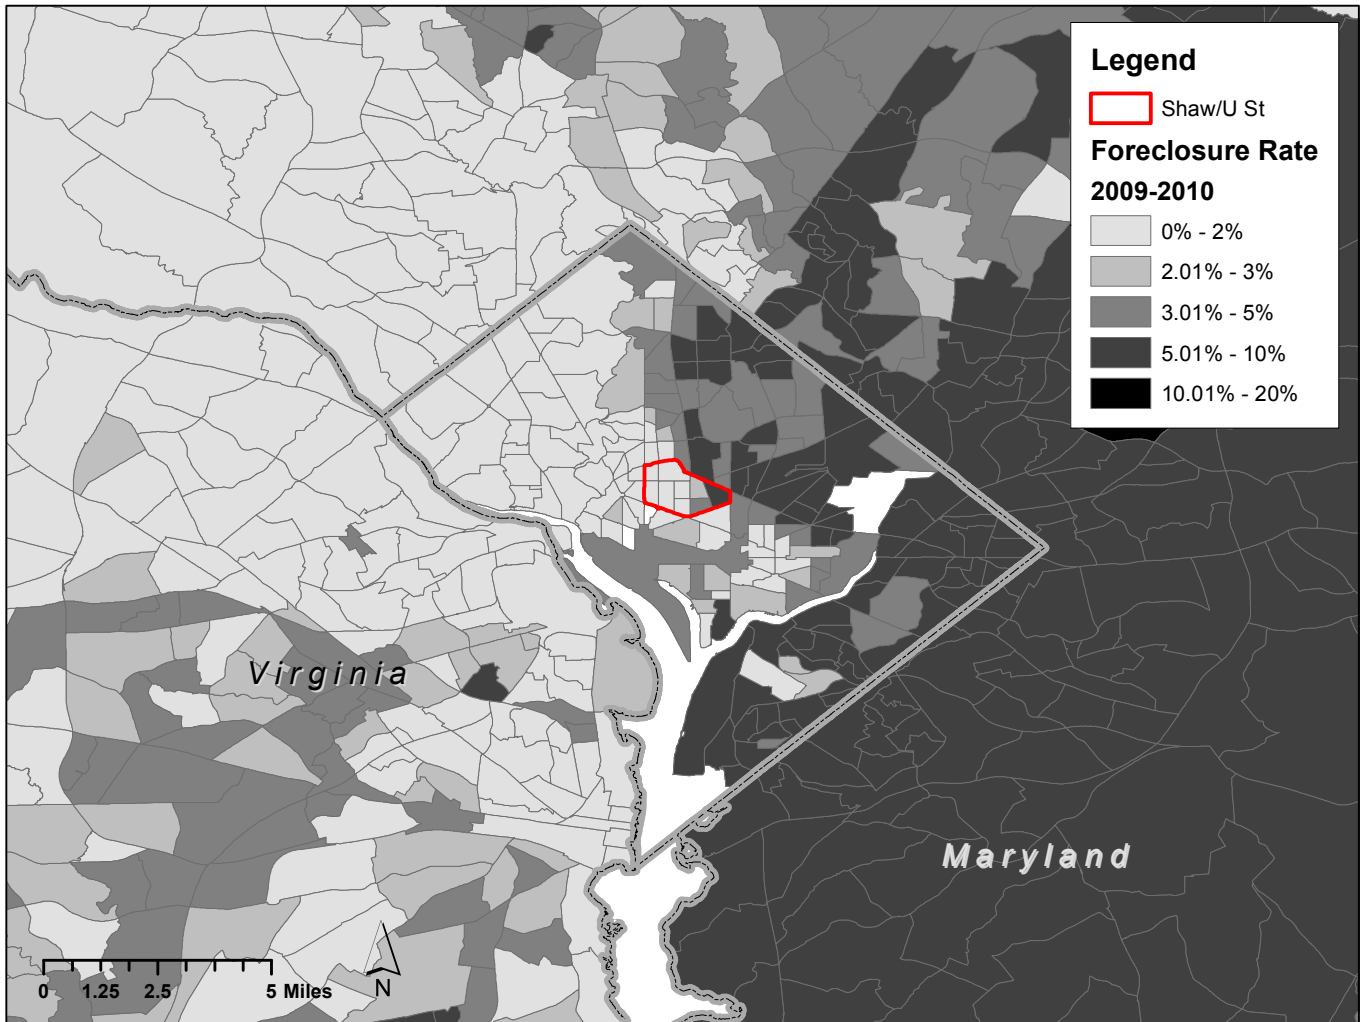 Legend
Shaw/U St
Foreclosure Rate
2009-2010
0% - 2%
2.01% - 3%
3.01% - 5%
5.01% - 10%
10.01% - 20%
Virginia
Maryland
0 1.25 2.5 5 Miles
N